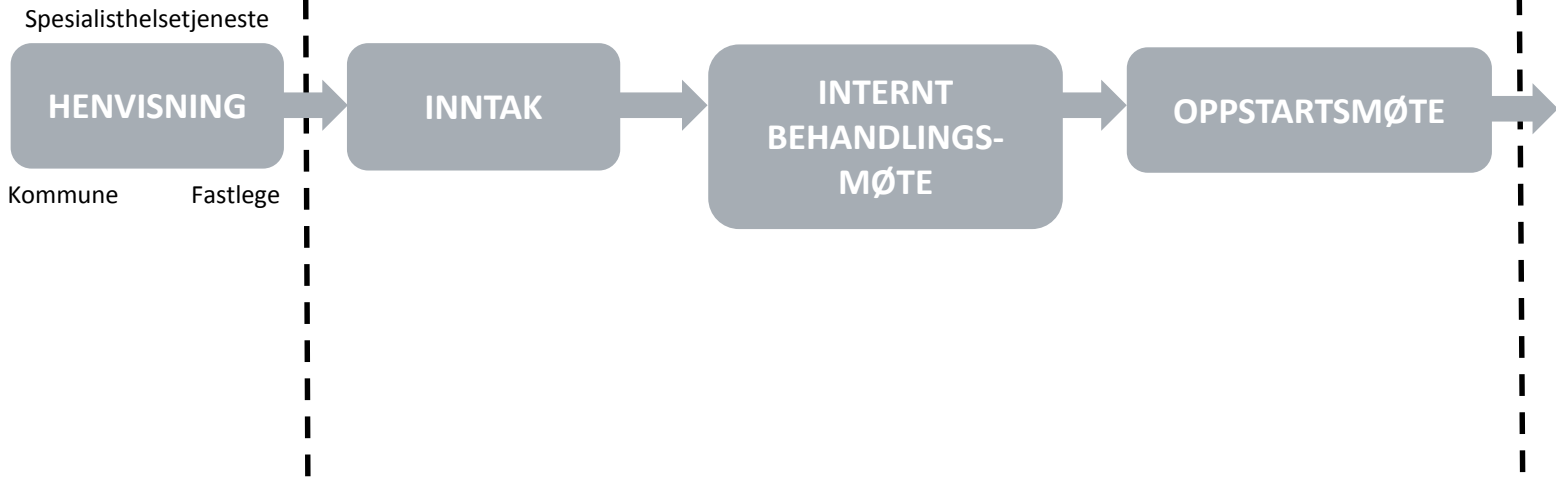 Spesialisthelsetjeneste
HENVISNING
Kommune Fastlege
INNTAK
INTERNT
BEHANDLINGS-
MØTE
OPPSTARTSMØTE